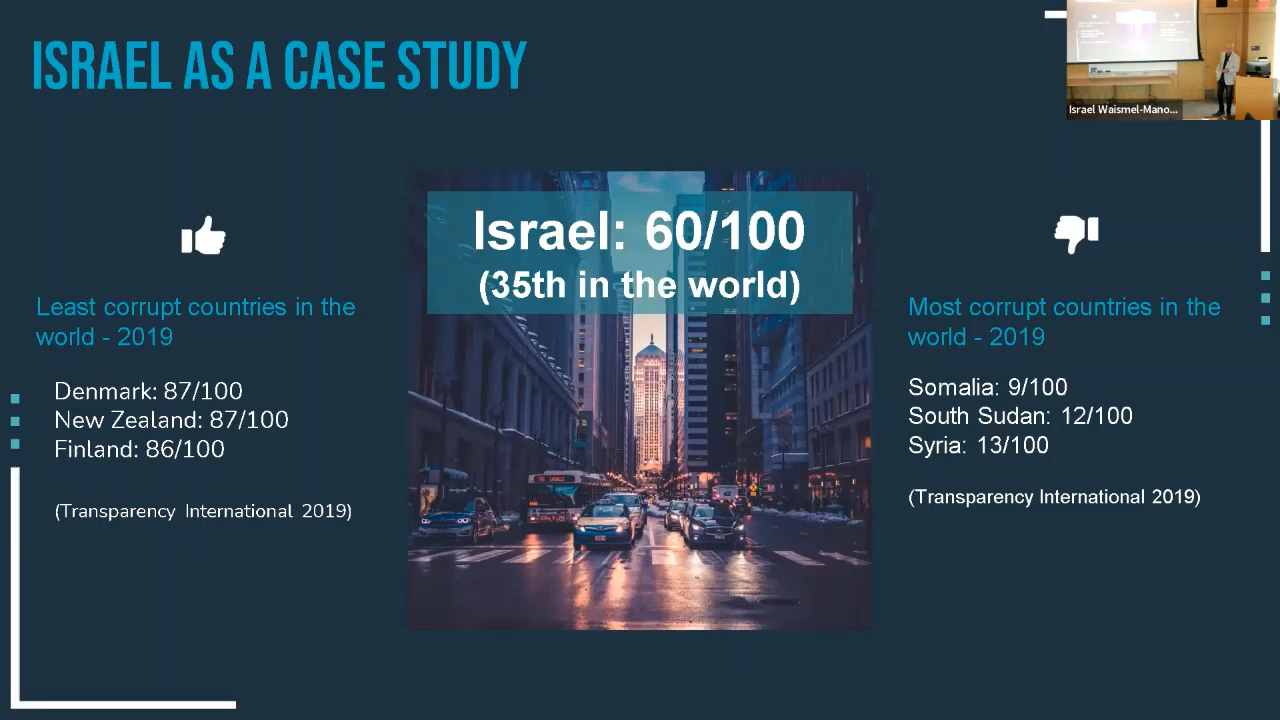 ISRAEL AS A CASE STUDY
Israel Waismel-Mano...
Israel: 60/100
(35th in the world)
Least corrupt countries in the
world - 2019
Denmark: 87/100
New Zealand: 87/100
Finland: 86/100
(Transparency International 2019)
Most corrupt countries in the
world - 2019
Somalia: 9/100
South Sudan: 12/100
Syria: 13/100
(Transparency International 2019)